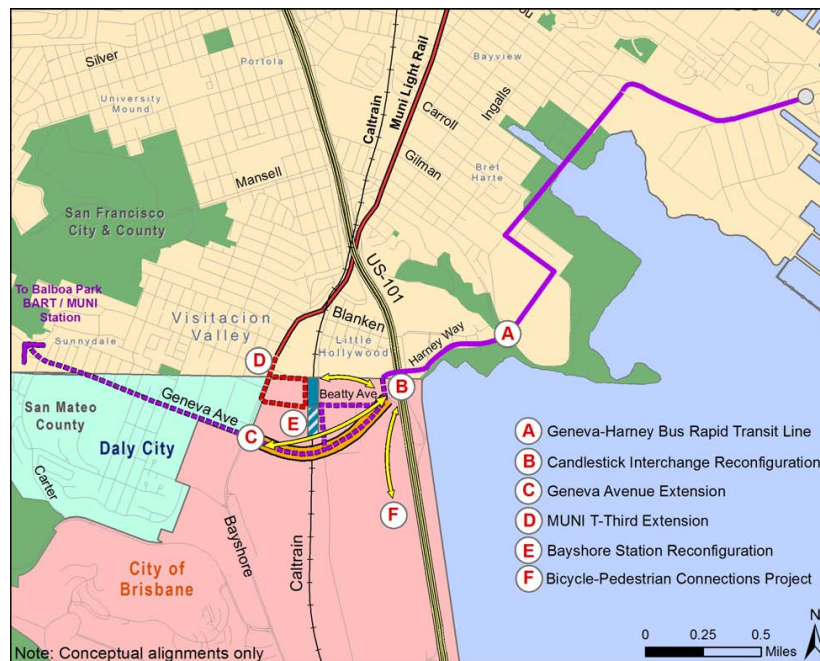 Silver
Portola
University
Mound
Mansell
San Francisco
City & County
Caltrain
Muni Light Rail
Bayview
Carroll
Ingalls
Gilman
Bret
Harte
US-101
To Balboa Park
BART / MUNI
Station
Sunnydale
Visitacion
Valley
Blanken
Little
Hollywood
Harney Way
A
D
B
Beatty Ave
Geneva Ave
San Mateo
County
Daly City
E
C
Carter
Bayshore
F
Caltrain
City of
Brisbane
A Geneva-Harney Bus Rapid Transit Line
B Candlestick Interchange Reconfiguration
C Geneva Avenue Extension
D MUNI T-Third Extension
E Bayshore Station Reconfiguration
F Bicycle-Pedestrian Connections Project
N
0 0.25 0.5
Miles
Note: Conceptual alignments only